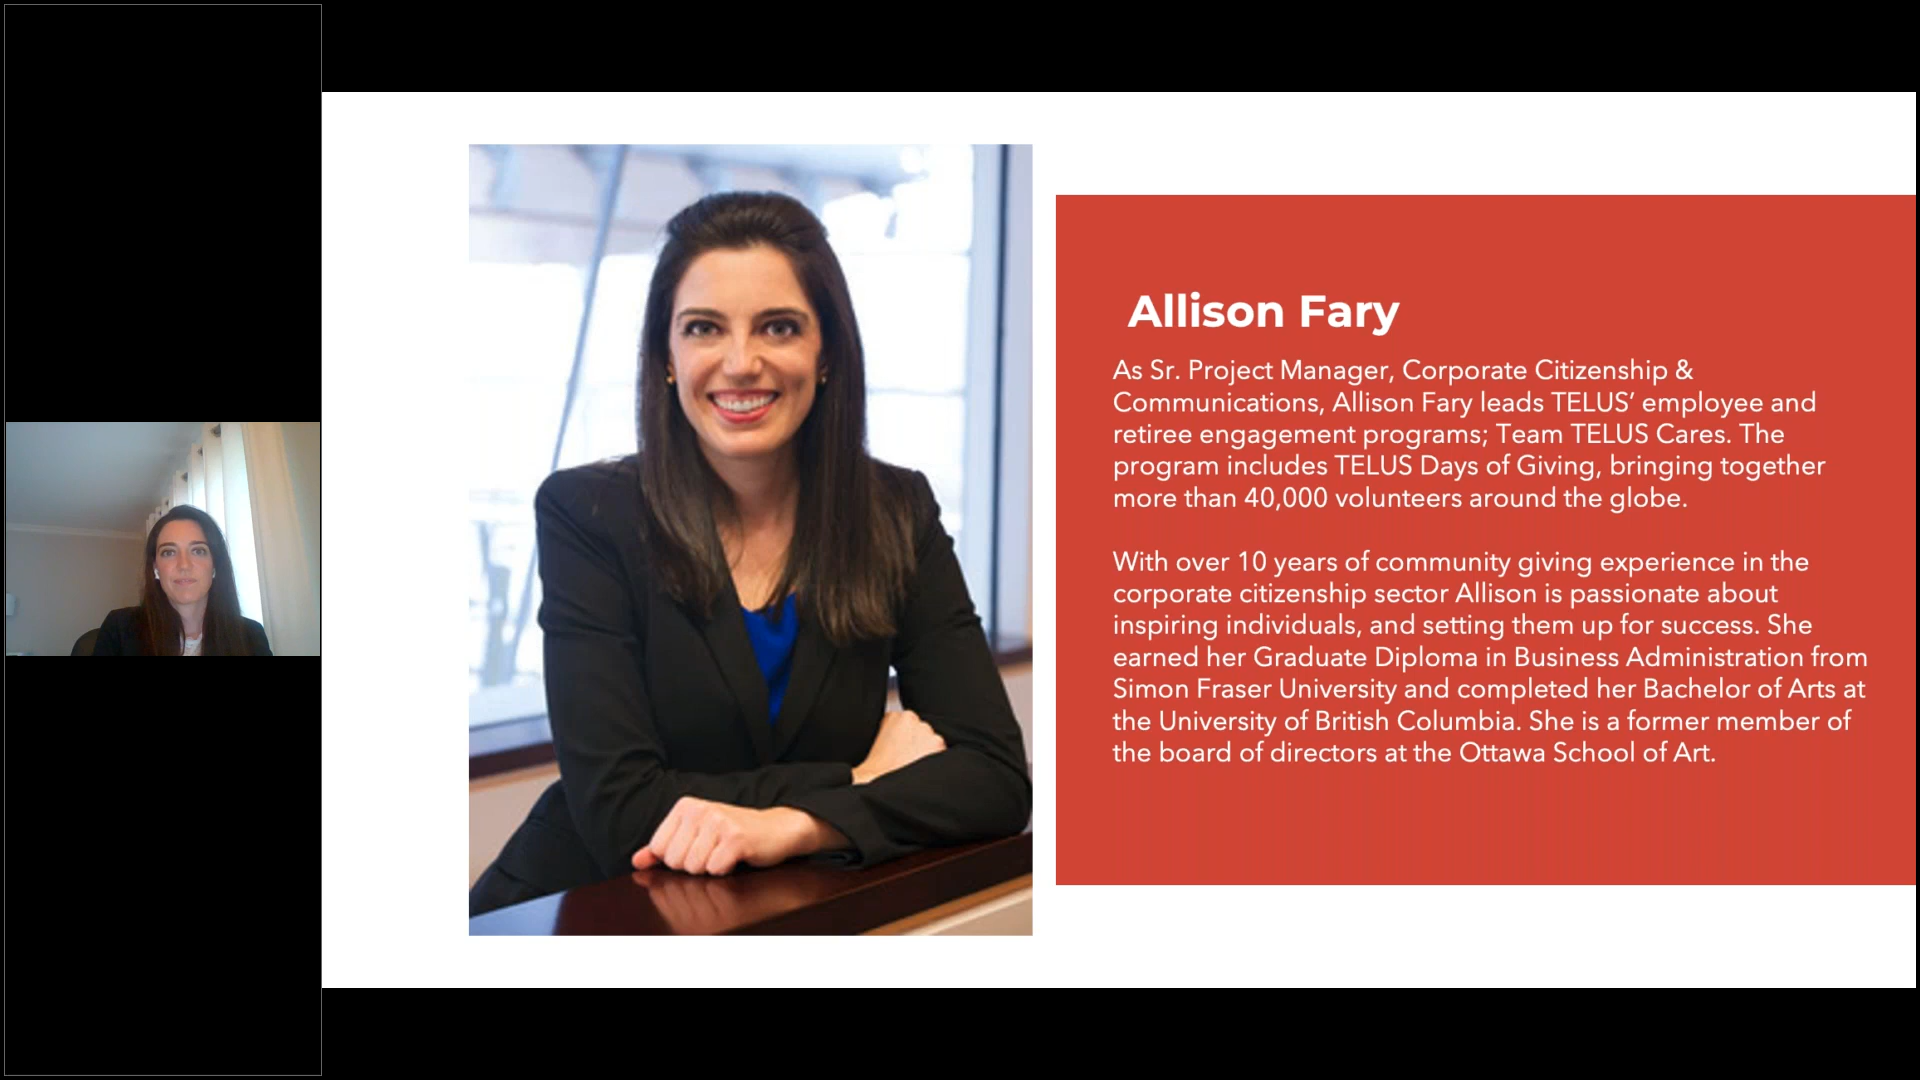 Allison Fary
As Sr. Project Manager, Corporate Citizenship &
Communications, Allison Fary leads TELUS’ employee and
retiree engagement programs; Team TELUS Cares. The
program includes TELUS Days of Giving, bringing together
more than 40,000 volunteers around the globe.
With over 10 years of community giving experience in the
corporate citizenship sector Allison is passionate about
inspiring individuals, and setting them up for success. She
earned her Graduate Diploma in Business Administration from
Simon Fraser University and completed her Bachelor of Arts at
the University of British Columbia. She is a former member of
the board of directors at the Ottawa School of Art.